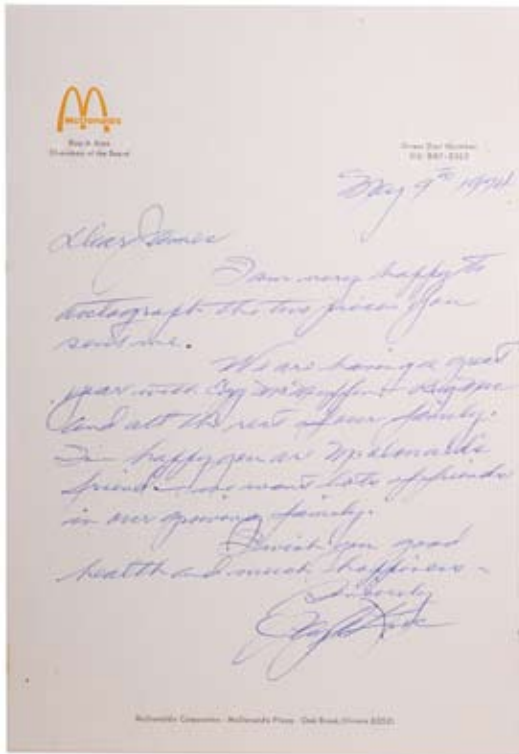 McDonald's
Ray A. Kroc
Chairman of the Board
Direct Dial Number
May 9th 1974
Dear James
I am very happy to
autograph the two pieces you
sent me.
We are having a great
year with Egg McMuffin
and all the rest of our family.
I'm happy you are McDonald's
friend — we want lots of friends
in our growing family.
I wish you good
health and much happiness —
Sincerely
Ray A Kroc
McDonald's Corporation · McDonald's Plaza · Oak Brook, Illinois 60521